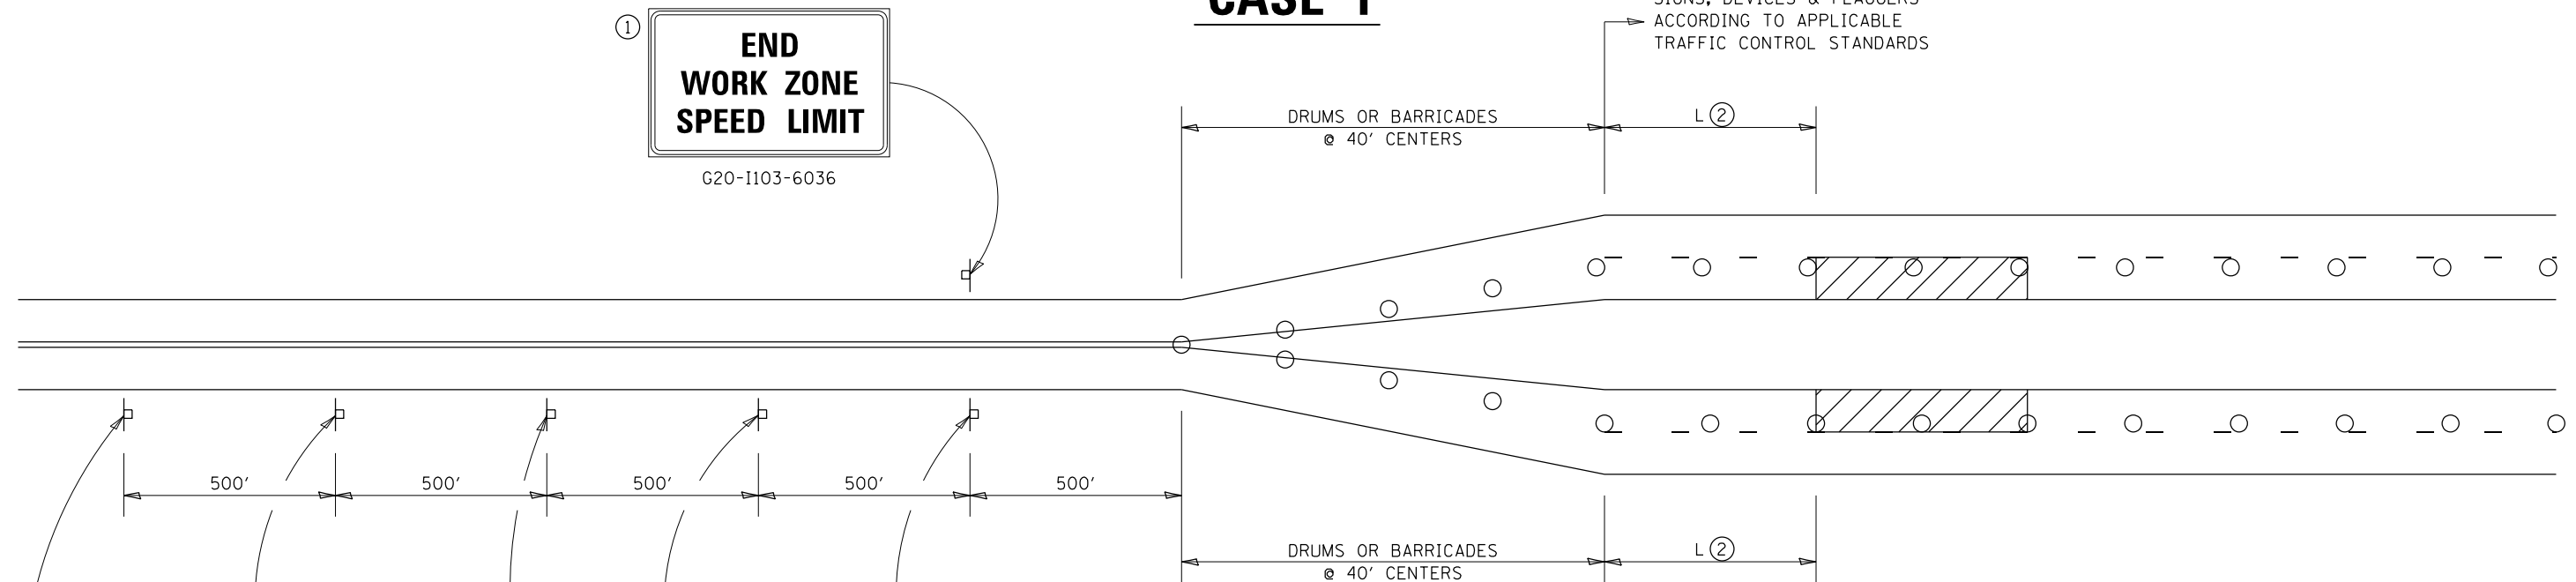 CASE 1
SIGNS, DEVICES & FLAGGERS
ACCORDING TO APPLICABLE
TRAFFIC CONTROL STANDARDS
1
END
WORK ZONE
SPEED LIMIT
G20-I103-6036
DRUMS OR BARRICADES
@ 40' CENTERS
L 2
500' 500' 500' 500' 500'
DRUMS OR BARRICADES
@ 40' CENTERS
L 2